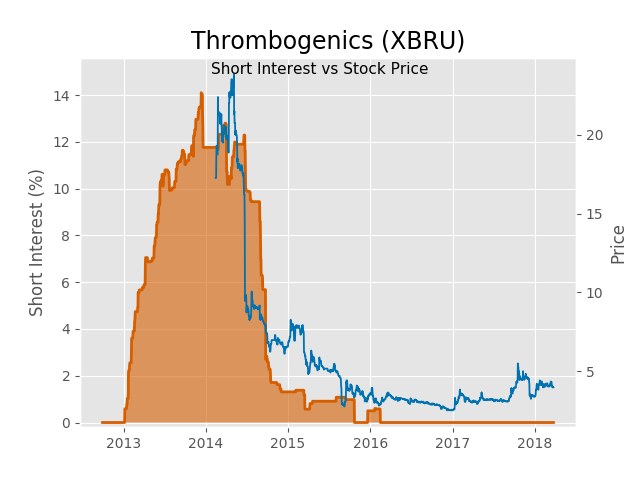 Thrombogenics (XBRU)
Short Interest vs Stock Price
Short Interest (%)
14
12
10
8
6
4
2
0
20
15
10
5
Price
2013 2014 2015 2016 2017 2018